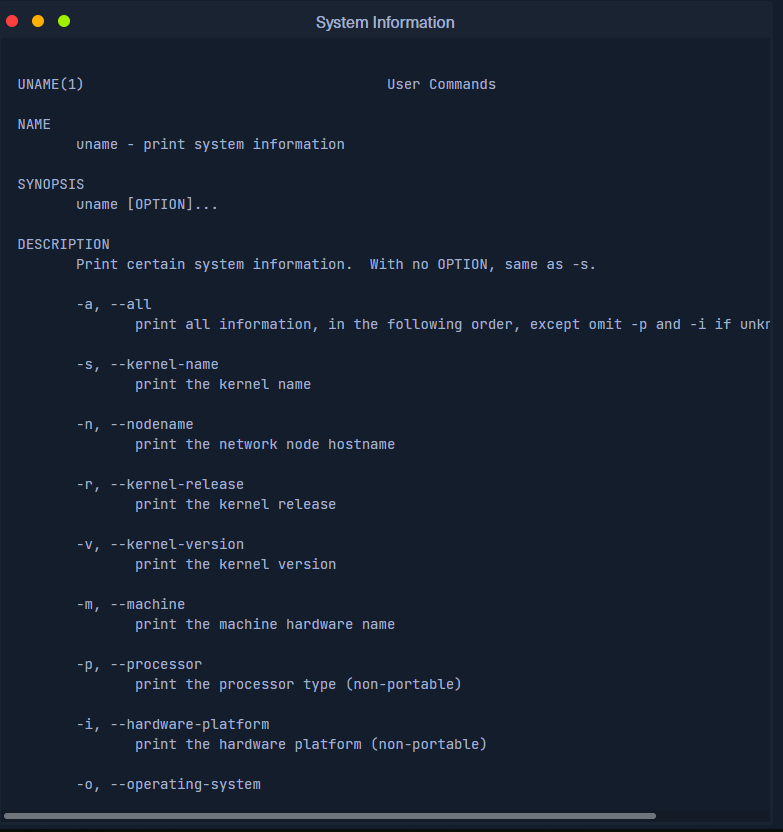 System Information
UNAME(1)                                    User Commands
NAME
       uname - print system information
SYNOPSIS
       uname [OPTION]...
DESCRIPTION
       Print certain system information.  With no OPTION, same as -s.
       -a, --all
              print all information, in the following order, except omit -p and -i if
       -s, --kernel-name
              print the kernel name
       -n, --nodename
              print the network node hostname
       -r, --kernel-release
              print the kernel release
       -v, --kernel-version
              print the kernel version
       -m, --machine
              print the machine hardware name
       -p, --processor
              print the processor type (non-portable)
       -i, --hardware-platform
              print the hardware platform (non-portable)
       -o, --operating-system